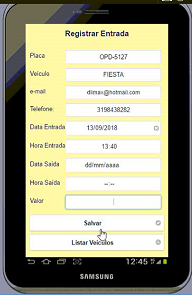 Registrar Entrada
Placa OPD-5127
Veículo FIESTA
e-mail dlimax@hotmail.com
Telefone: 3198438282
Data Entrada 13/09/2018
Hora Entrada 13:40
Data Saída dd/mm/aaaa
Hora Saída --:--
Valor
Salvar
Listar Veículos
12:45
SAMSUNG